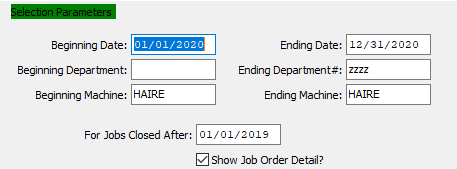 Selection Parameters
Beginning Date: 01/01/2020 Ending Date: 12/31/2020
Beginning Department: Ending Department#: zzzz
Beginning Machine: HAIRE Ending Machine: HAIRE
For Jobs Closed After: 01/01/2019
Show Job Order Detail?